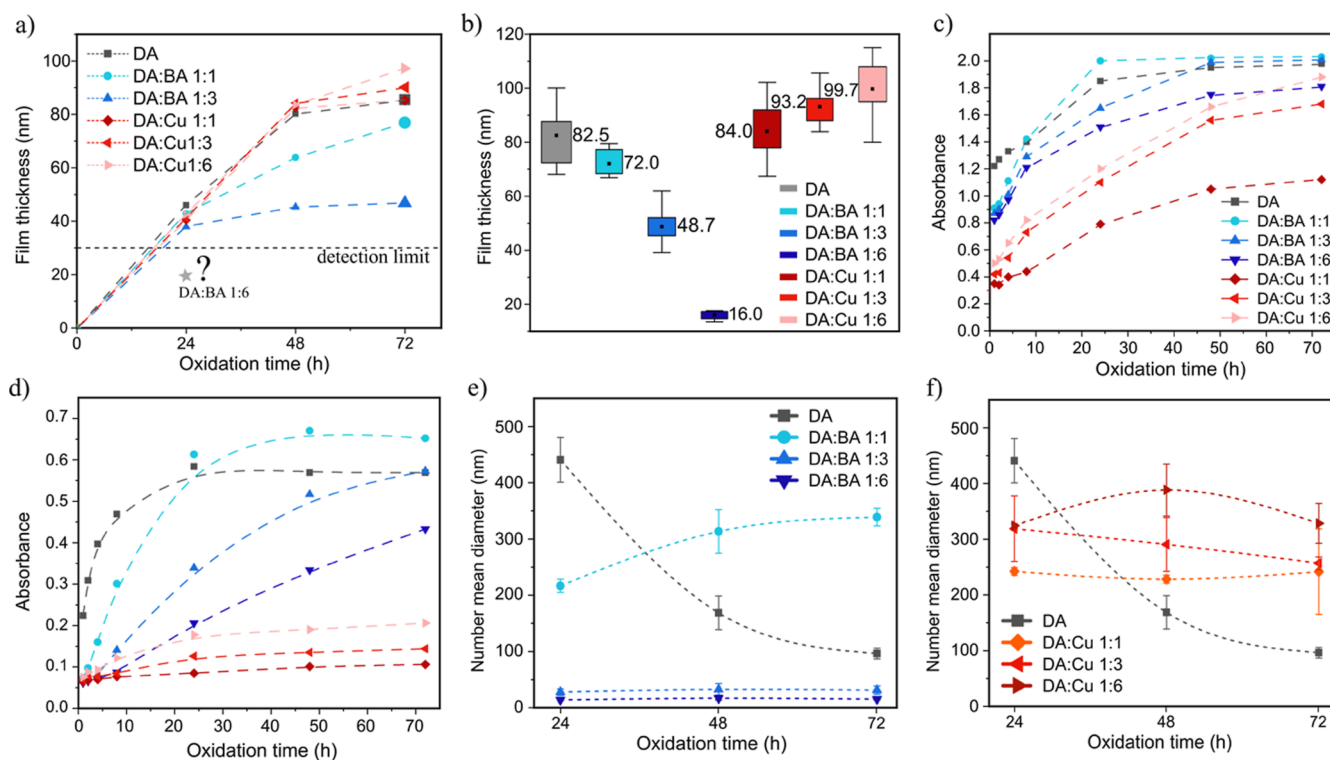 a)
Film thickness (nm)
100
80
60
40
20
0
DA
DA:BA 1:1
DA:BA 1:3
DA:Cu 1:1
DA:Cu1:3
DA:Cu1:6
detection limit
?
DA:BA 1:6
0
24
48
72
Oxidation time (h)
b)
Film thickness (nm)
120
100
80
60
40
20
82.5
72.0
48.7
16.0
84.0
93.2
99.7
DA
DA:BA 1:1
DA:BA 1:3
DA:BA 1:6
DA:Cu 1:1
DA:Cu 1:3
DA:Cu 1:6
c)
Absorbance
2.0
1.8
1.6
1.4
1.2
1.0
0.8
0.6
0.4
0.2
0.0
DA
DA:BA 1:1
DA:BA 1:3
DA:BA 1:6
DA:Cu 1:1
DA:Cu 1:3
DA:Cu 1:6
0 10 20 30 40 50 60 70
Oxidation time (h)
d)
Absorbance
0.7
0.6
0.5
0.4
0.3
0.2
0.1
0.0
0 10 20 30 40 50 60 70
Oxidation time (h)
e)
Number mean diameter (nm)
500
400
300
200
100
0
DA
DA:BA 1:1
DA:BA 1:3
DA:BA 1:6
24
48
72
Oxidation time (h)
f)
Number mean diameter (nm)
500
400
300
200
100
0
DA
DA:Cu 1:1
DA:Cu 1:3
DA:Cu 1:6
24
48
72
Oxidation time (h)